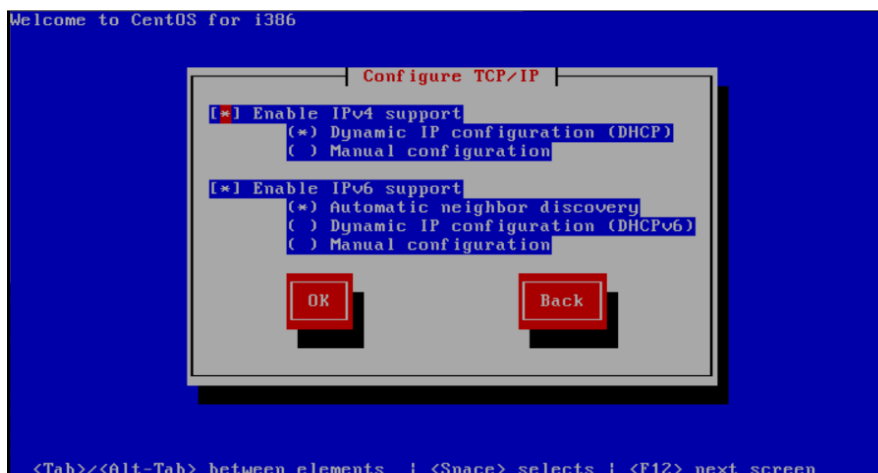 Welcome to CentOS for i386
Configure TCP/IP
[*] Enable IPv4 support
(*) Dynamic IP configuration (DHCP)
( ) Manual configuration
[*] Enable IPv6 support
(*) Automatic neighbor discovery
( ) Dynamic IP configuration (DHCPv6)
( ) Manual configuration
OK Back
<Tab>/<Alt-Tab> between elements | <Space> selects | <F12> next screen